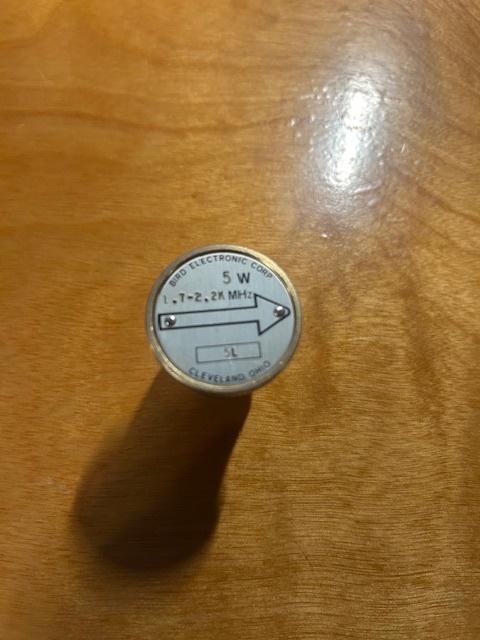 BIRD ELECTRONIC CORP
5 W
1.7-2.2K MHz
5L
CLEVELAND, OHIO